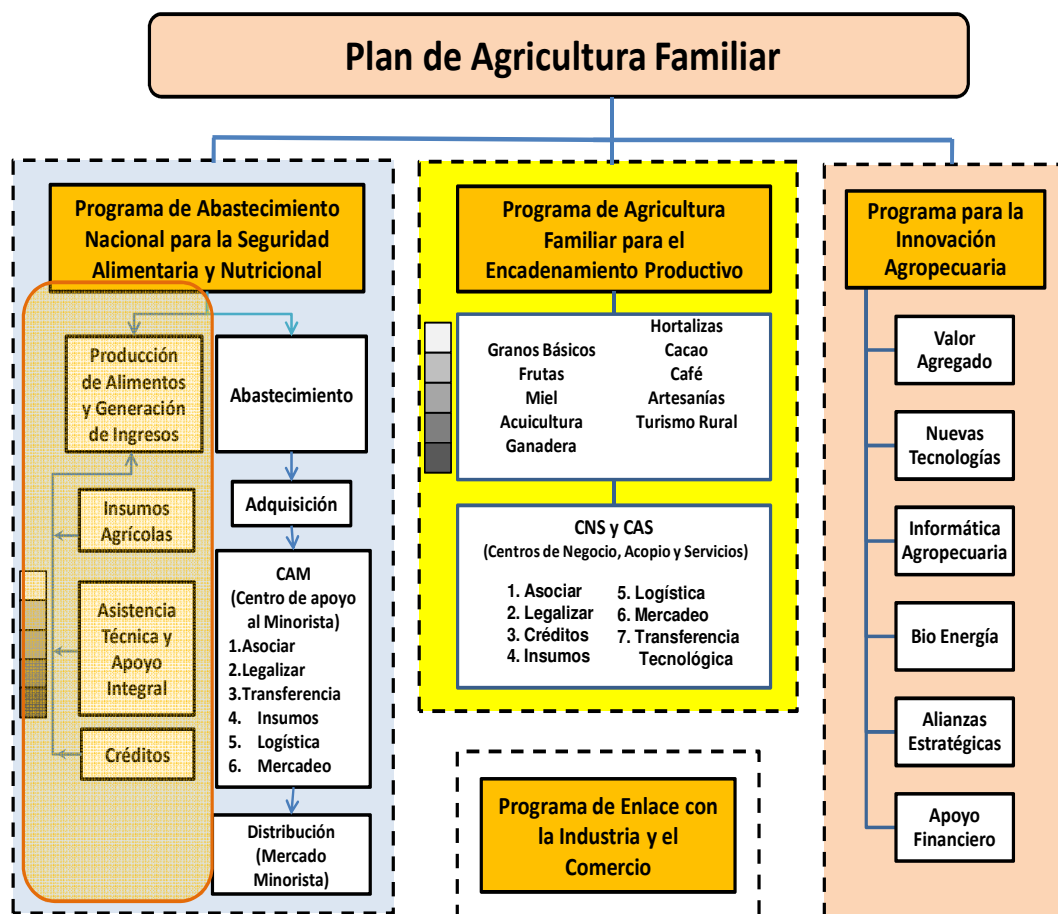 Plan de Agricultura Familiar
Programa de Abastecimiento
Nacional para la Seguridad
Alimentaria y Nutricional
Producción
de Alimentos
y Generación
de Ingresos
Insumos
Agrícolas
Asistencia
Técnica y
Apoyo
Integral
Créditos
Abastecimiento
Adquisición
CAM
(Centro de apoyo
al Minorista)
1.Asociar
2.Legalizar
3.Transferencia
4. Insumos
5. Logística
6. Mercadeo
Distribución
(Mercado
Minorista)
Programa de Agricultura
Familiar para el
Encadenamiento Productivo
Granos Básicos
Frutas
Miel
Acuicultura
Ganadera
Hortalizas
Cacao
Café
Artesanías
Turismo Rural
CNS y CAS
(Centros de Negocio, Acopio y Servicios)
1. Asociar
2. Legalizar
3. Créditos
4. Insumos
5. Logística
6. Mercadeo
7. Transferencia
Tecnológica
Programa de Enlace con
la Industria y el
Comercio
Programa para la
Innovación
Agropecuaria
Valor
Agregado
Nuevas
Tecnologías
Informática
Agropecuaria
Bio Energía
Alianzas
Estratégicas
Apoyo
Financiero